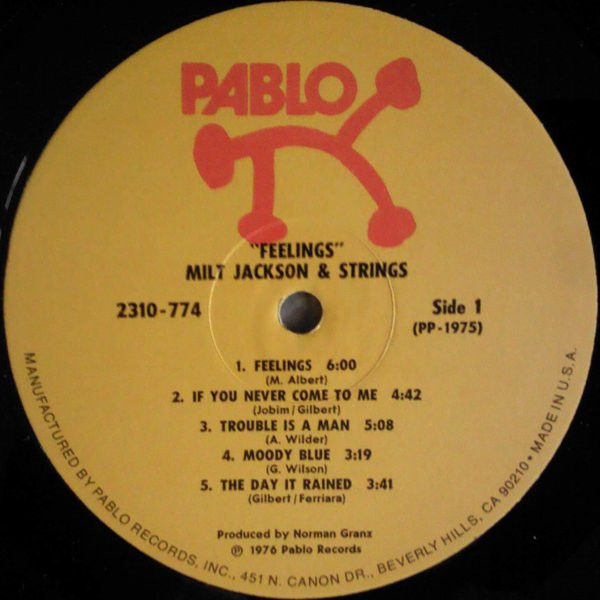 PABLO
"FEELINGS"
MILT JACKSON & STRINGS
2310-774
Side 1
(PP-1975)
1. FEELINGS 6:00
(M. Albert)
2. IF YOU NEVER COME TO ME 4:42
(Jobim/Gilbert)
3. TROUBLE IS A MAN 5:08
(A. Wilder)
4. MOODY BLUE 3:19
(G. Wilson)
5. THE DAY IT RAINED 3:41
(Gilbert/Ferriara)
Produced by Norman Granz
℗ 1976 Pablo Records
MANUFACTURED BY PABLO RECORDS, INC., 451 N. CANON DR., BEVERLY HILLS, CA 90210 • MADE IN U.S.A.